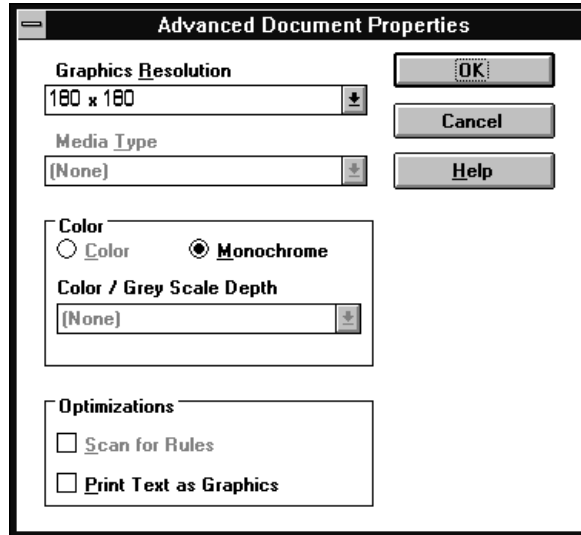 Advanced Document Properties
Graphics Resolution
180 x 180
Media Type
(None)
Color
Color
Monochrome
Color / Grey Scale Depth
(None)
Optimizations
Scan for Rules
Print Text as Graphics
OK
Cancel
Help